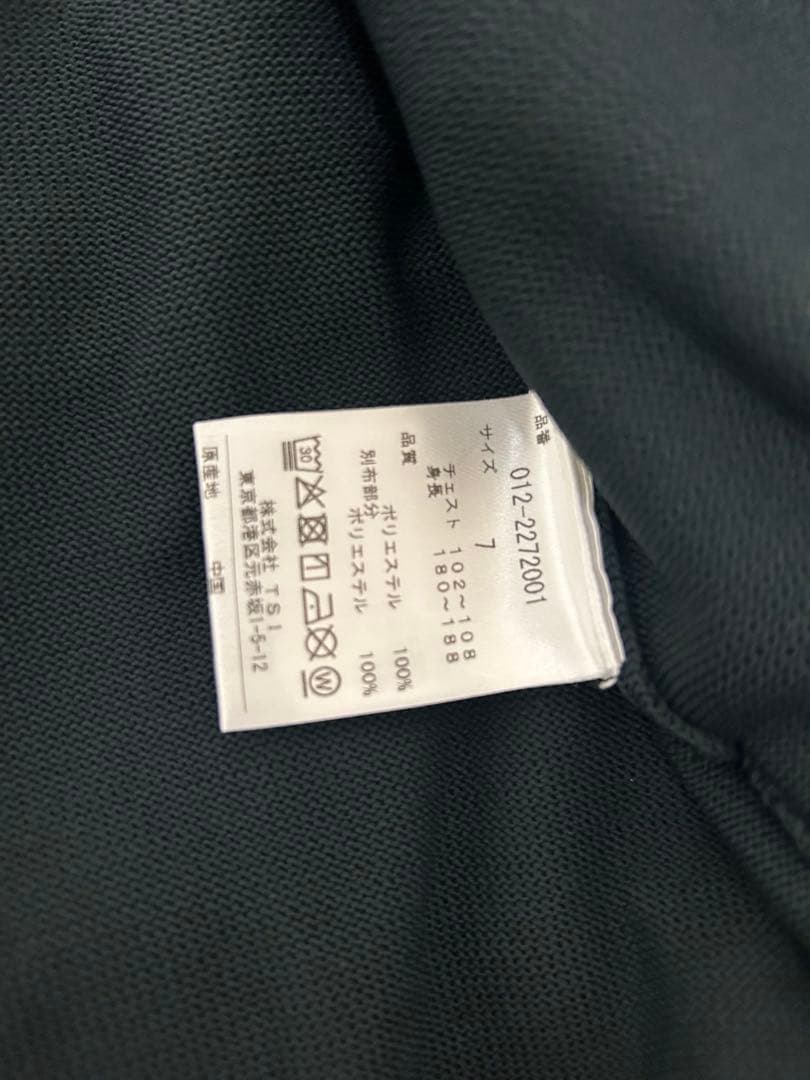 品番
012-2272001
サイズ 7
チェスト 102～108
身長 180～188
品質
ポリエステル 100%
別布部分
ポリエステル 100%
30
W
株式会社 TSI
東京都港区元赤坂1-5-12
原産地 中国